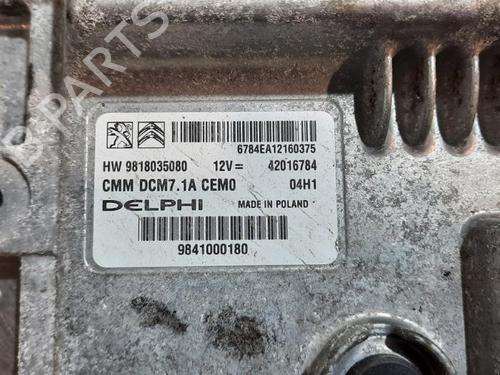 B-PARTS
6784EA12160375
HW 9818035080 12V= 42016784
CMM DCM7.1A CEM0 04H1
DELPHI MADE IN POLAND
9841000180